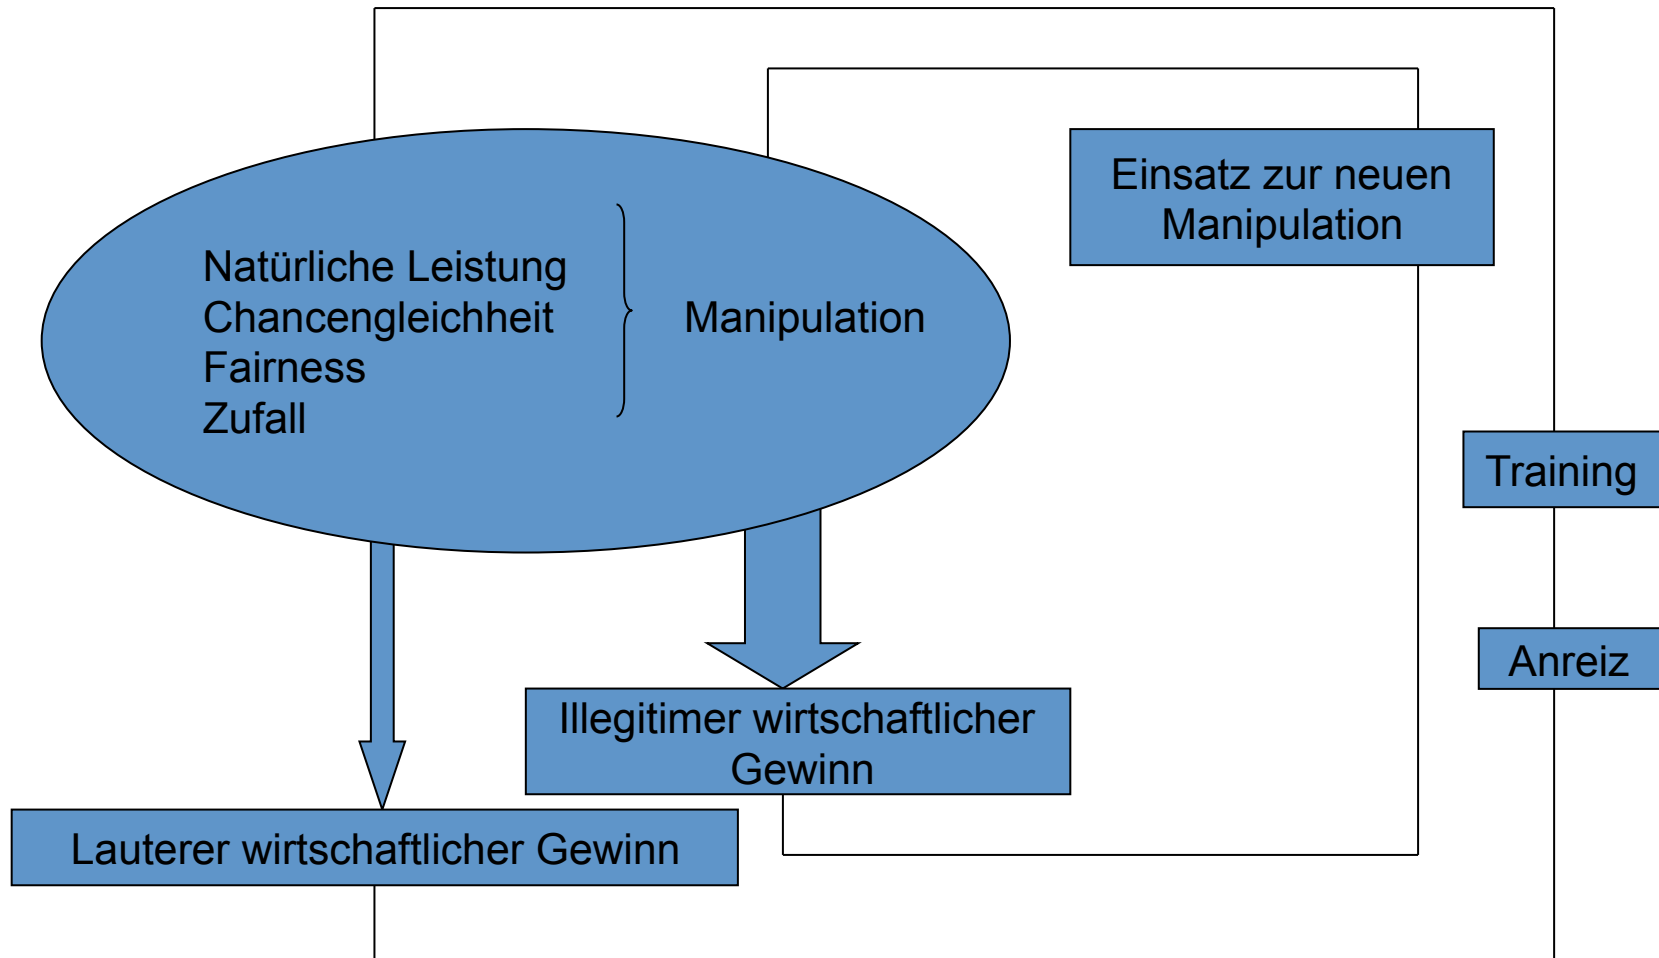 Einsatz zur neuen
Manipulation
Natürliche Leistung
Chancengleichheit
Fairness
Zufall
Manipulation
Training
Anreiz
Illegitimer wirtschaftlicher
Gewinn
Lauterer wirtschaftlicher Gewinn